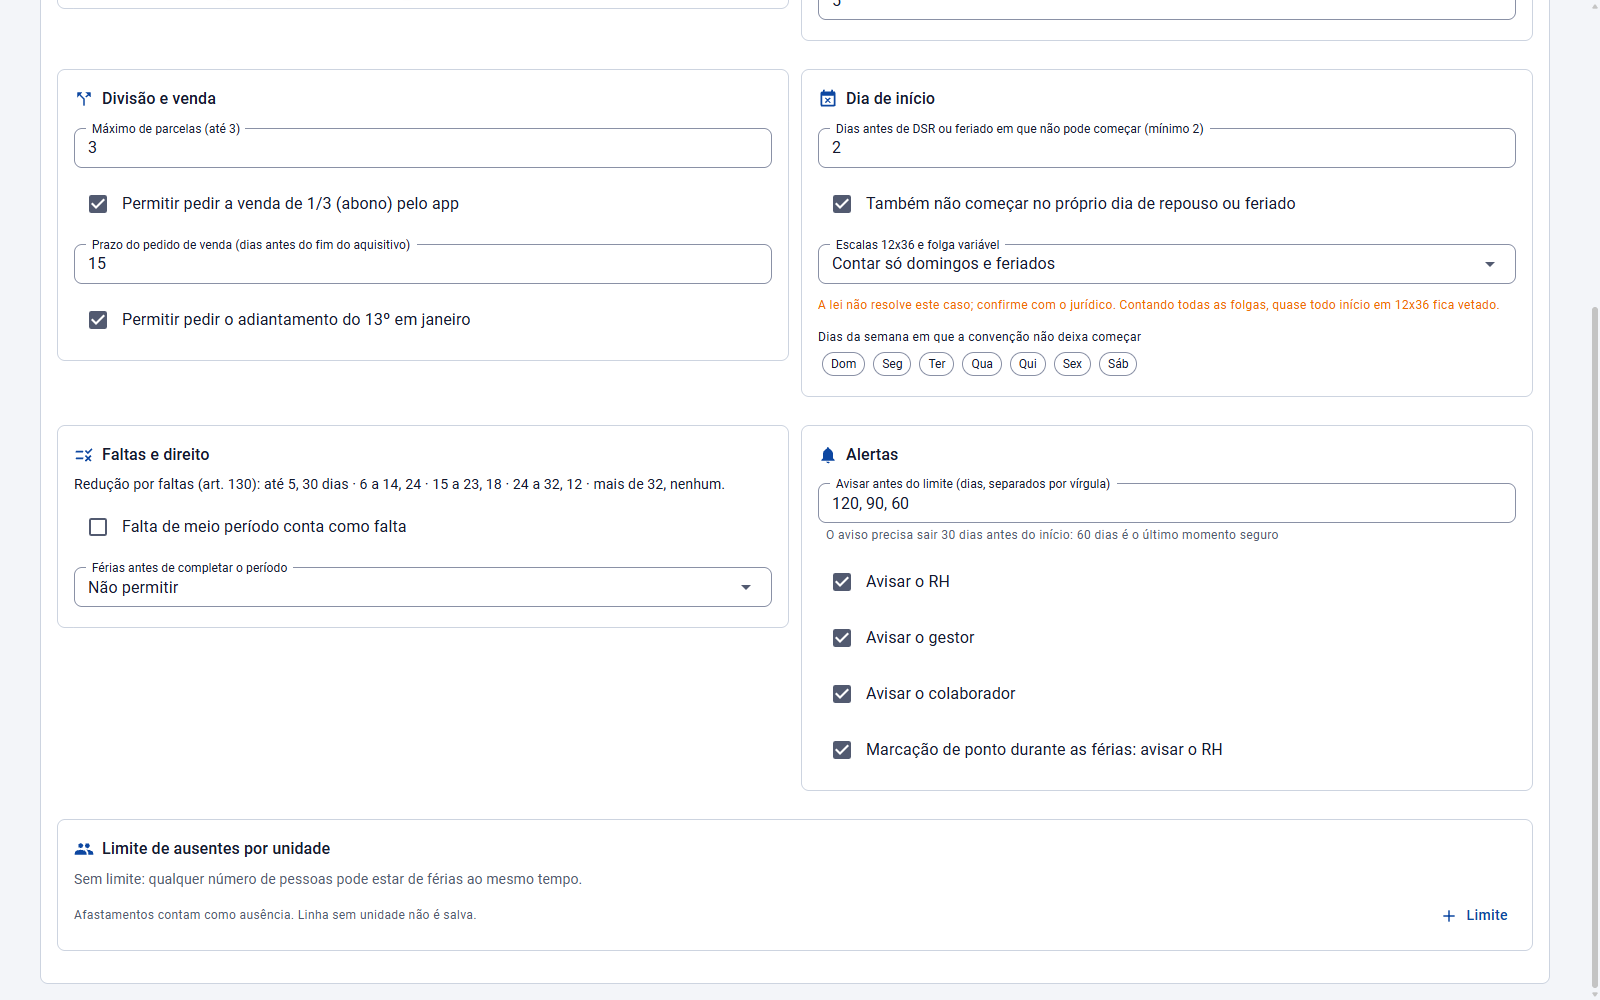 Divisão e venda
Máximo de parcelas (até 3)
3
Permitir pedir a venda de 1/3 (abono) pelo app
Prazo do pedido de venda (dias antes do fim do aquisitivo)
15
Permitir pedir o adiantamento do 13º em janeiro
Dia de início
Dias antes de DSR ou feriado em que não pode começar (mínimo 2)
2
Também não começar no próprio dia de repouso ou feriado
Escalas 12x36 e folga variável
Contar só domingos e feriados
A lei não resolve este caso; confirme com o jurídico. Contando todas as folgas, quase todo início em 12x36 fica vetado.
Dias da semana em que a convenção não deixa começar
Dom Seg Ter Qua Qui Sex Sáb
Faltas e direito
Redução por faltas (art. 130): até 5, 30 dias · 6 a 14, 24 · 15 a 23, 18 · 24 a 32, 12 · mais de 32, nenhum.
Falta de meio período conta como falta
Férias antes de completar o período
Não permitir
Alertas
Avisar antes do limite (dias, separados por vírgula)
120, 90, 60
O aviso precisa sair 30 dias antes do início: 60 dias é o último momento seguro
Avisar o RH
Avisar o gestor
Avisar o colaborador
Marcação de ponto durante as férias: avisar o RH
Limite de ausentes por unidade
Sem limite: qualquer número de pessoas pode estar de férias ao mesmo tempo.
Afastamentos contam como ausência. Linha sem unidade não é salva.
+ Limite